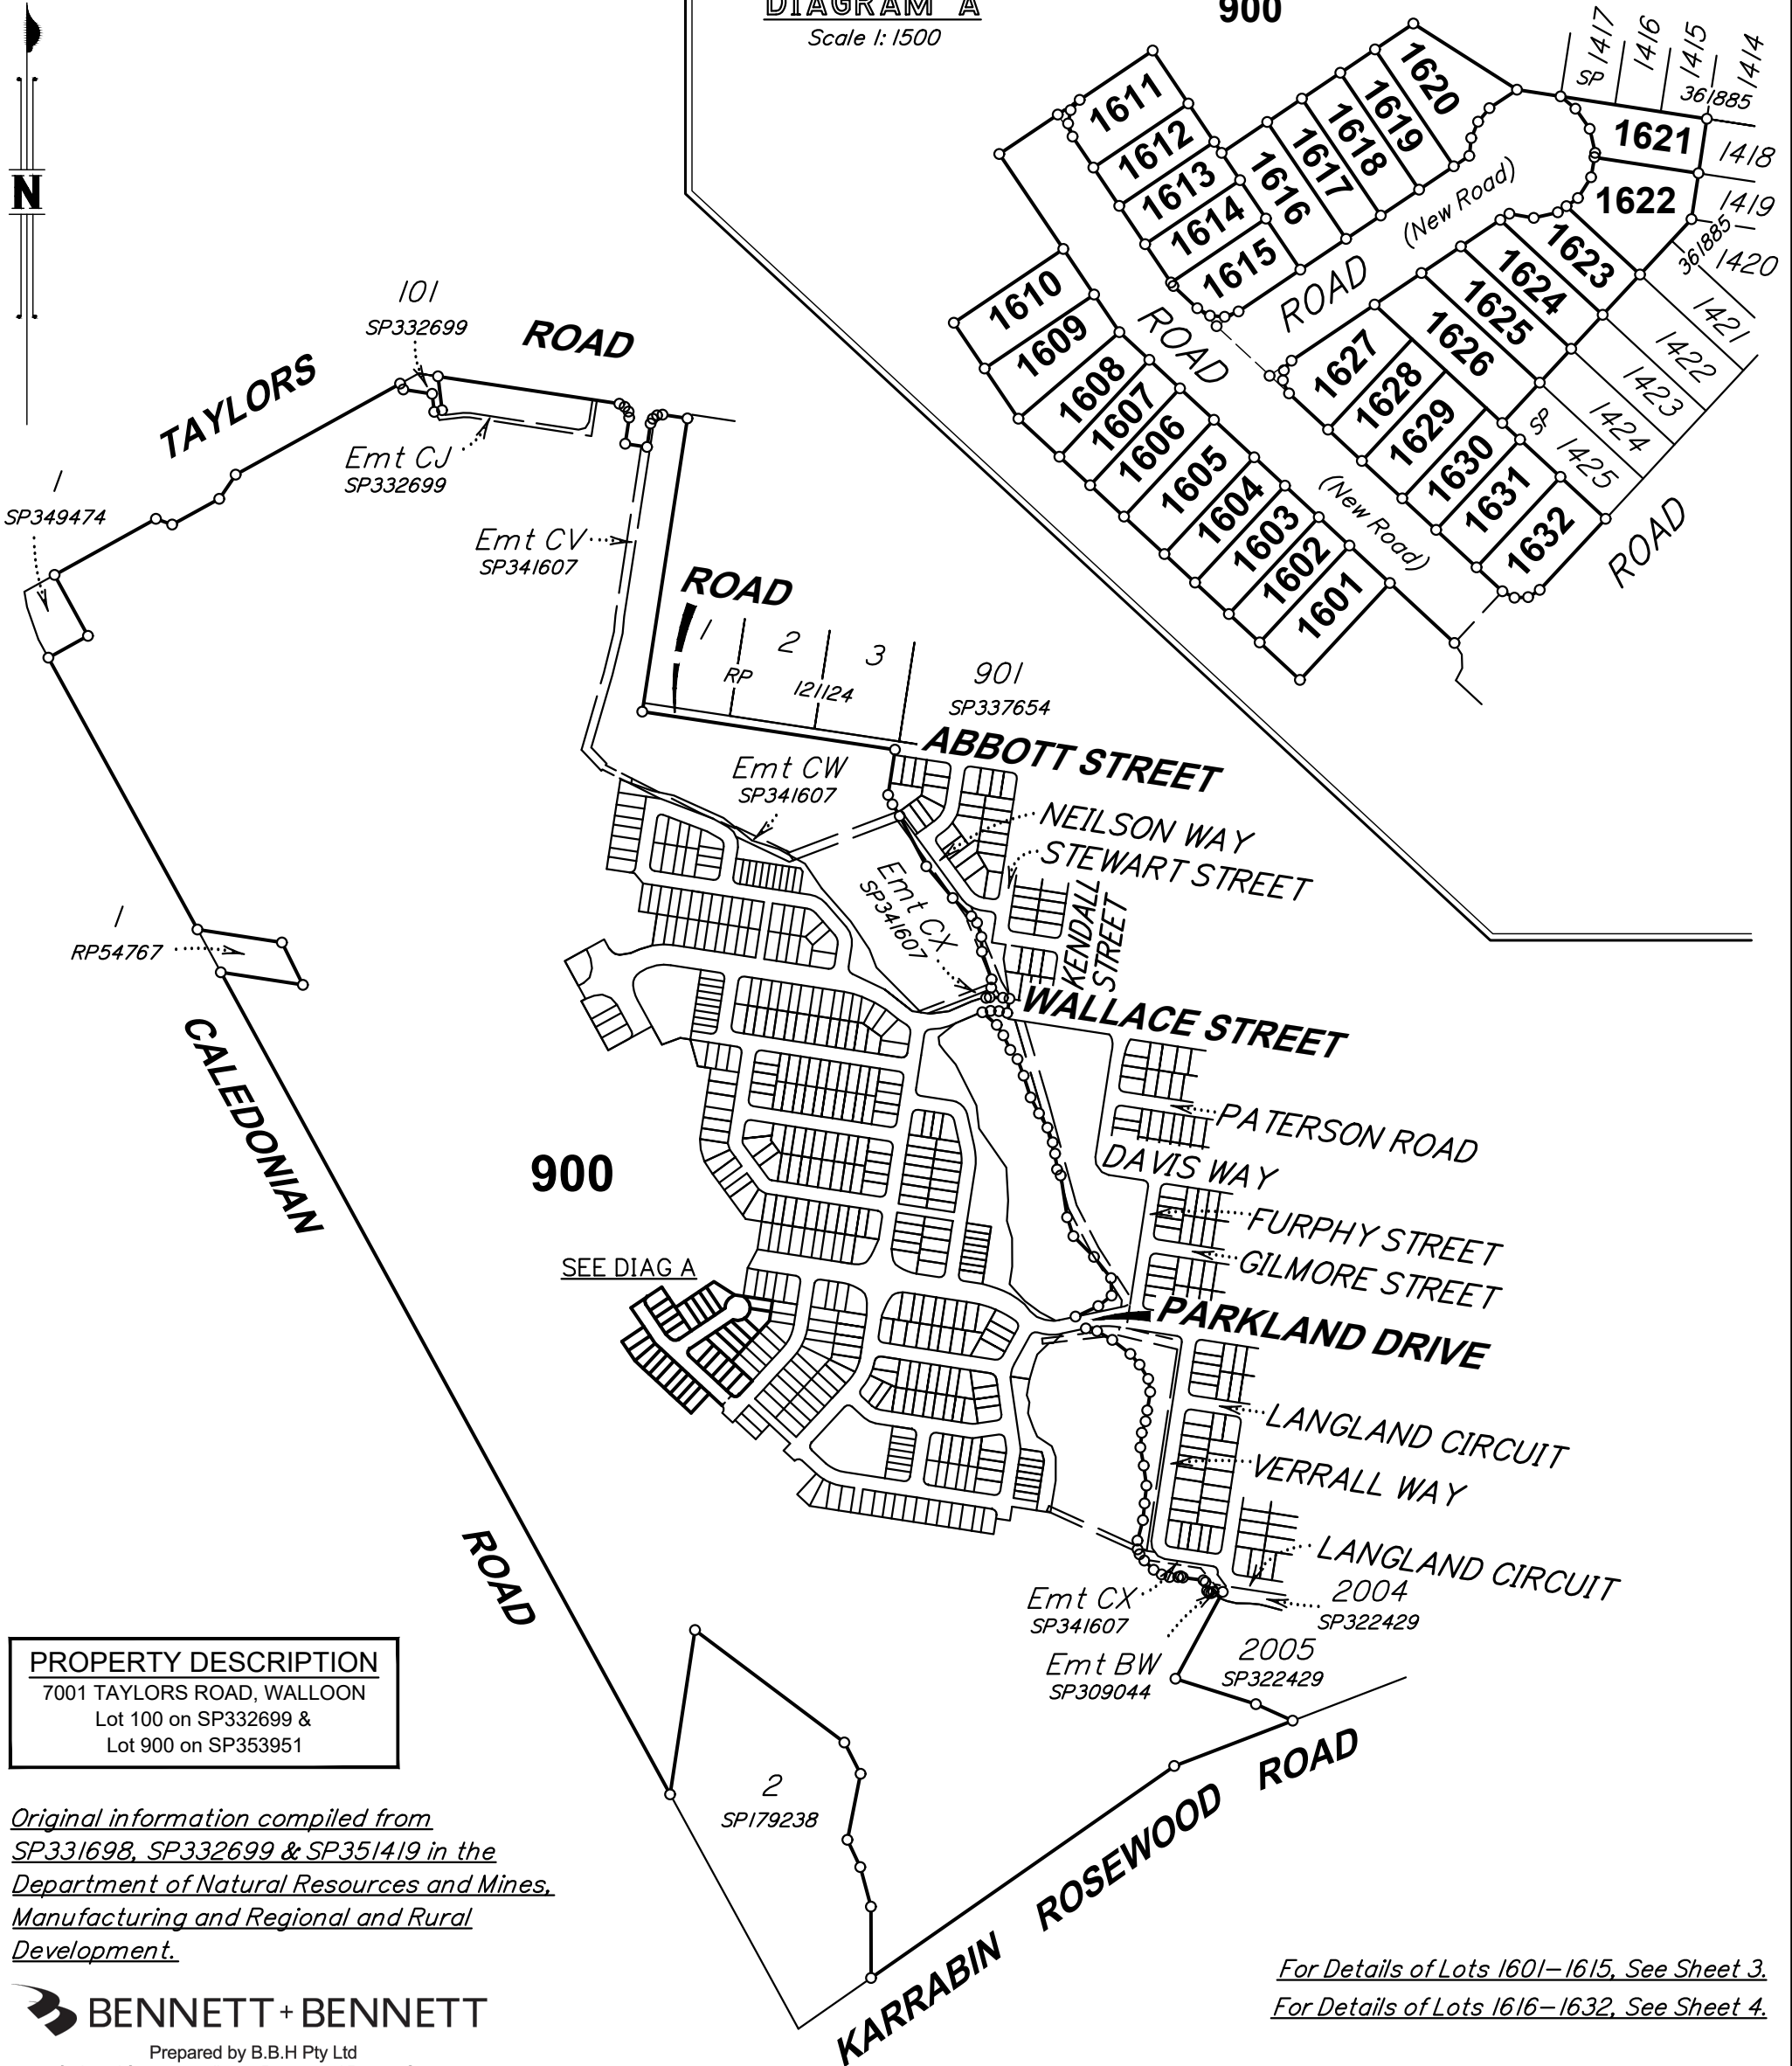 DIAGRAM A
Scale 1: 1500
900
1611
1612
1613
1614
1615
1616
1617
1618
1619
1620
SP 1417
1416
1415
1414
361885
1621
1418
1622
1419
361885
1420
1623
1421
1624
1422
1625
1423
1626
1424
SP
1425
1627
1628
1629
1630
1631
1632
1610
1609
1608
1607
1606
1605
1604
1603
1602
1601
ROAD
(New Road)
ROAD
(New Road)
ROAD
N
101
SP332699
TAYLORS
ROAD
Emt CJ
SP332699
1
SP349474
Emt CV
SP341607
ROAD
1
2
3
RP
121124
901
SP337654
ABBOTT STREET
Emt CW
SP341607
NEILSON WAY
STEWART STREET
KENDALL
STREET
Emt CX
SP341607
1
RP54767
WALLACE STREET
CALEDONIAN
ROAD
PATERSON ROAD
DAVIS WAY
900
FURPHY STREET
GILMORE STREET
SEE DIAG A
PARKLAND DRIVE
LANGLAND CIRCUIT
VERRALL WAY
LANGLAND CIRCUIT
Emt CX
SP341607
2004
SP322429
Emt BW
SP309044
2005
SP322429
2
SP179238
KARRABIN ROSEWOOD ROAD
PROPERTY DESCRIPTION
7001 TAYLORS ROAD, WALLOON
Lot 100 on SP332699 &
Lot 900 on SP353951
Original information compiled from
SP331698, SP332699 & SP351419 in the
Department of Natural Resources and Mines,
Manufacturing and Regional and Rural
Development.
BENNETT + BENNETT
Prepared by B.B.H Pty Ltd
For Details of Lots 1601-1615, See Sheet 3.
For Details of Lots 1616-1632, See Sheet 4.